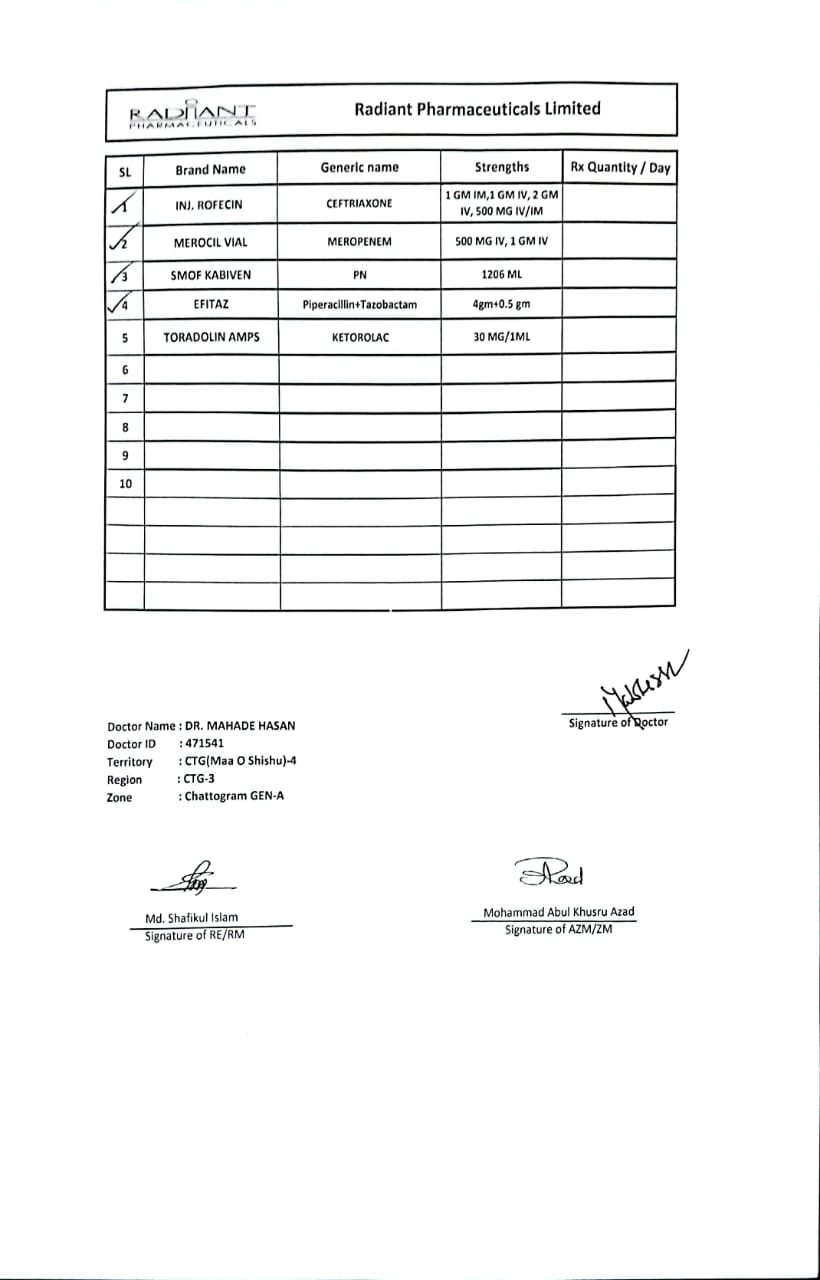 RADIANT
PHARMACEUTICALS
Radiant Pharmaceuticals Limited
SL Brand Name Generic name Strengths Rx Quantity / Day
1 INJ. ROFECIN CEFTRIAXONE 1 GM IM,1 GM IV, 2 GM
IV, 500 MG IV/IM
2 MEROCIL VIAL MEROPENEM 500 MG IV, 1 GM IV
3 SMOF KABIVEN PN 1206 ML
4 EFITAZ Piperacillin+Tazobactam 4gm+0.5 gm
5 TORADOLIN AMPS KETOROLAC 30 MG/1ML
6
7
8
9
10
Signature of Doctor
Doctor Name : DR. MAHADE HASAN
Doctor ID : 471541
Territory : CTG(Maa O Shishu)-4
Region : CTG-3
Zone : Chattogram GEN-A
Azad
Md. Shafikul Islam
Signature of RE/RM
Mohammad Abul Khusru Azad
Signature of AZM/ZM